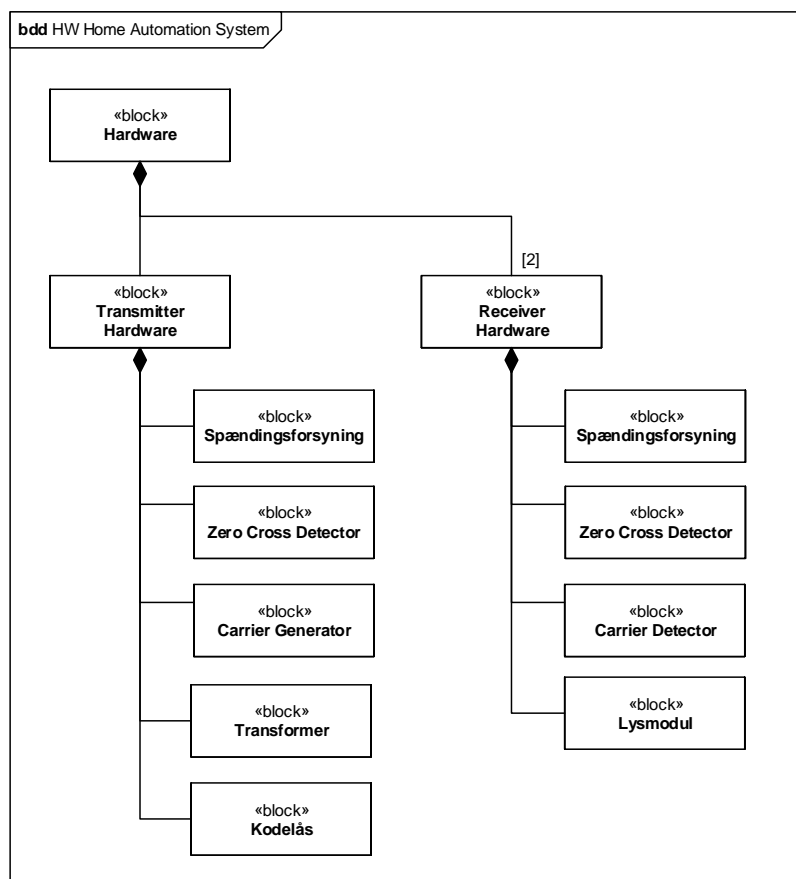 bdd HW Home Automation System
«block»
Hardware
«block»
Transmitter
Hardware
[2]
«block»
Receiver
Hardware
«block»
Spændingsforsyning
«block»
Zero Cross Detector
«block»
Carrier Generator
«block»
Transformer
«block»
Kodelås
«block»
Spændingsforsyning
«block»
Zero Cross Detector
«block»
Carrier Detector
«block»
Lysmodul